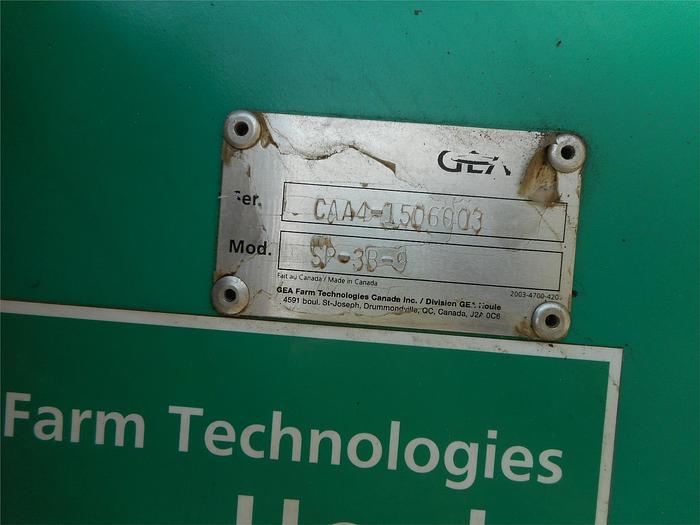 GEA
Ser. CAA4-1506003
Mod. SP-3B-9
Fait au Canada / Made in Canada
2003-4700-420
GEA Farm Technologies Canada Inc. / Division GEA Houle
4591 boul. St-Joseph, Drummondville, QC, Canada, J2A 0C6
Farm Technologies